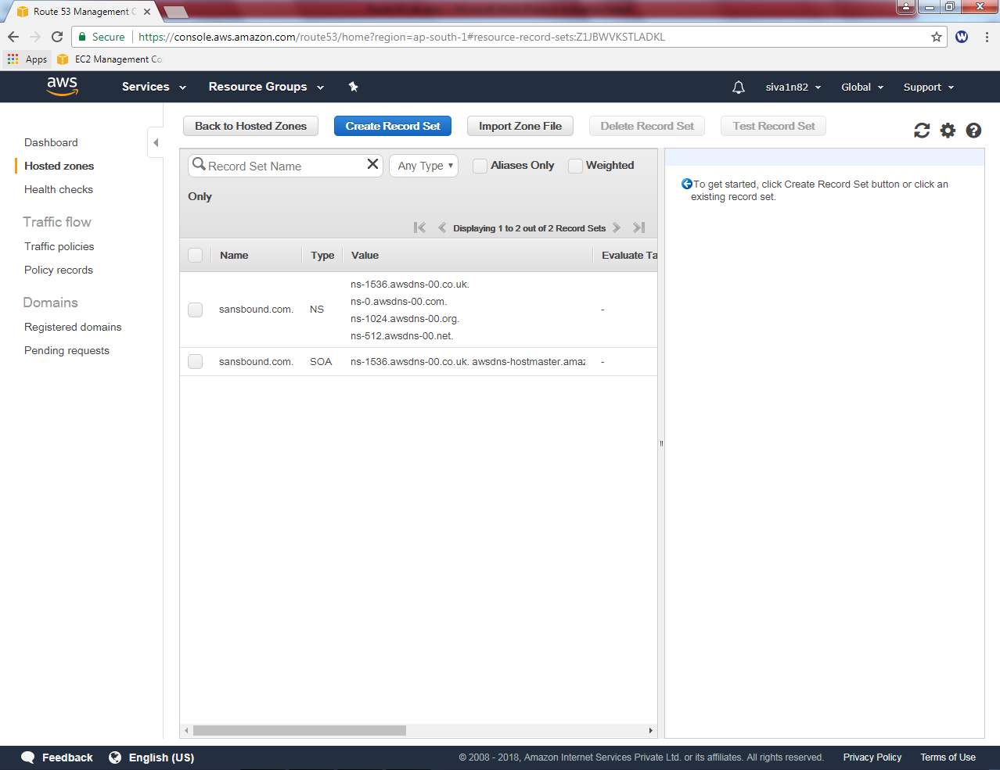 Route 53 Management C
Secure
https://console.aws.amazon.com/route53/home?region=ap-south-1#resource-record-sets:Z1JBWVKSTLADKL
W
Apps
EC2 Management Co
aws
Services
Resource Groups
siva1n82
Global
Support
Dashboard
Hosted zones
Health checks
Traffic flow
Traffic policies
Policy records
Domains
Registered domains
Pending requests
Back to Hosted Zones
Create Record Set
Import Zone File
Delete Record Set
Test Record Set
Record Set Name
Any Type
Aliases Only
Weighted
Only
Displaying 1 to 2 out of 2 Record Sets
Name Type Value Evaluate Ta
sansbound.com. NS
ns-1536.awsdns-00.co.uk.
ns-0.awsdns-00.com.
ns-1024.awsdns-00.org.
ns-512.awsdns-00.net.
-
sansbound.com. SOA ns-1536.awsdns-00.co.uk. awsdns-hostmaster.amaz -
To get started, click Create Record Set button or click an
existing record set.
Feedback
English (US)
© 2008 - 2018, Amazon Internet Services Private Ltd. or its affiliates. All rights reserved.
Privacy Policy
Terms of Use